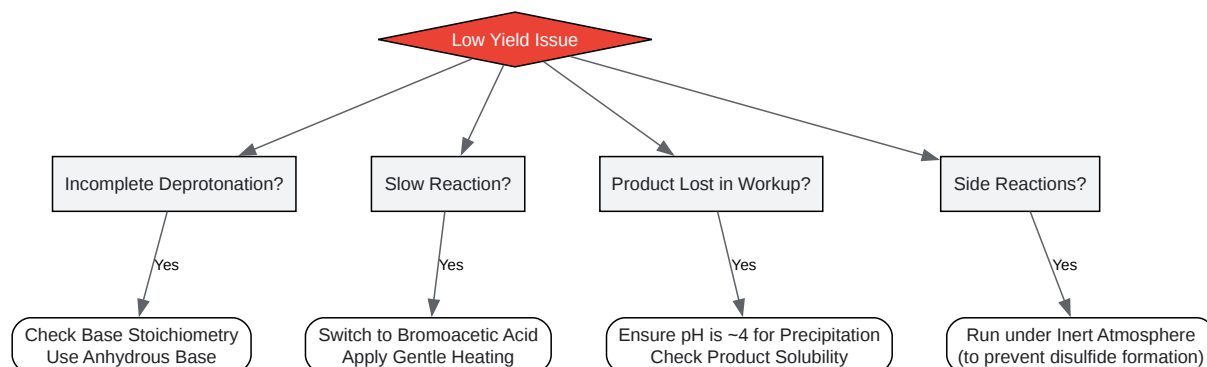 Low Yield Issue
Incomplete Deprotonation?
Slow Reaction?
Product Lost in Workup?
Side Reactions?
Yes
Yes
Yes
Yes
Check Base Stoichiometry
Use Anhydrous Base
Switch to Bromoacetic Acid
Apply Gentle Heating
Ensure pH is ~4 for Precipitation
Check Product Solubility
Run under Inert Atmosphere
(to prevent disulfide formation)